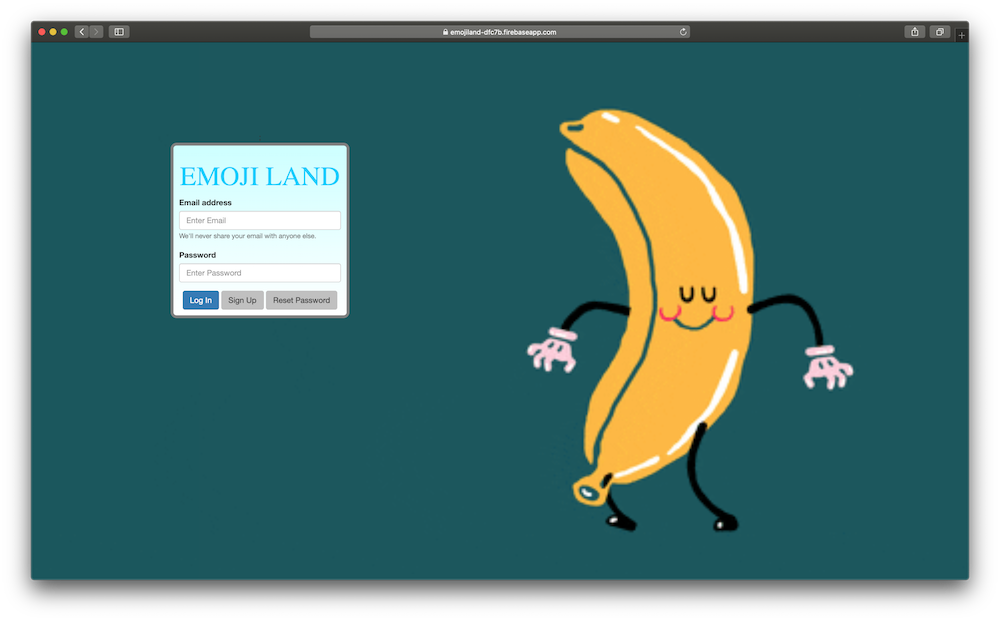 emojiland-dfc7b.firebaseapp.com
EMOJI LAND
Email address
Enter Email
We'll never share your email with anyone else.
Password
Enter Password
Log In Sign Up Reset Password